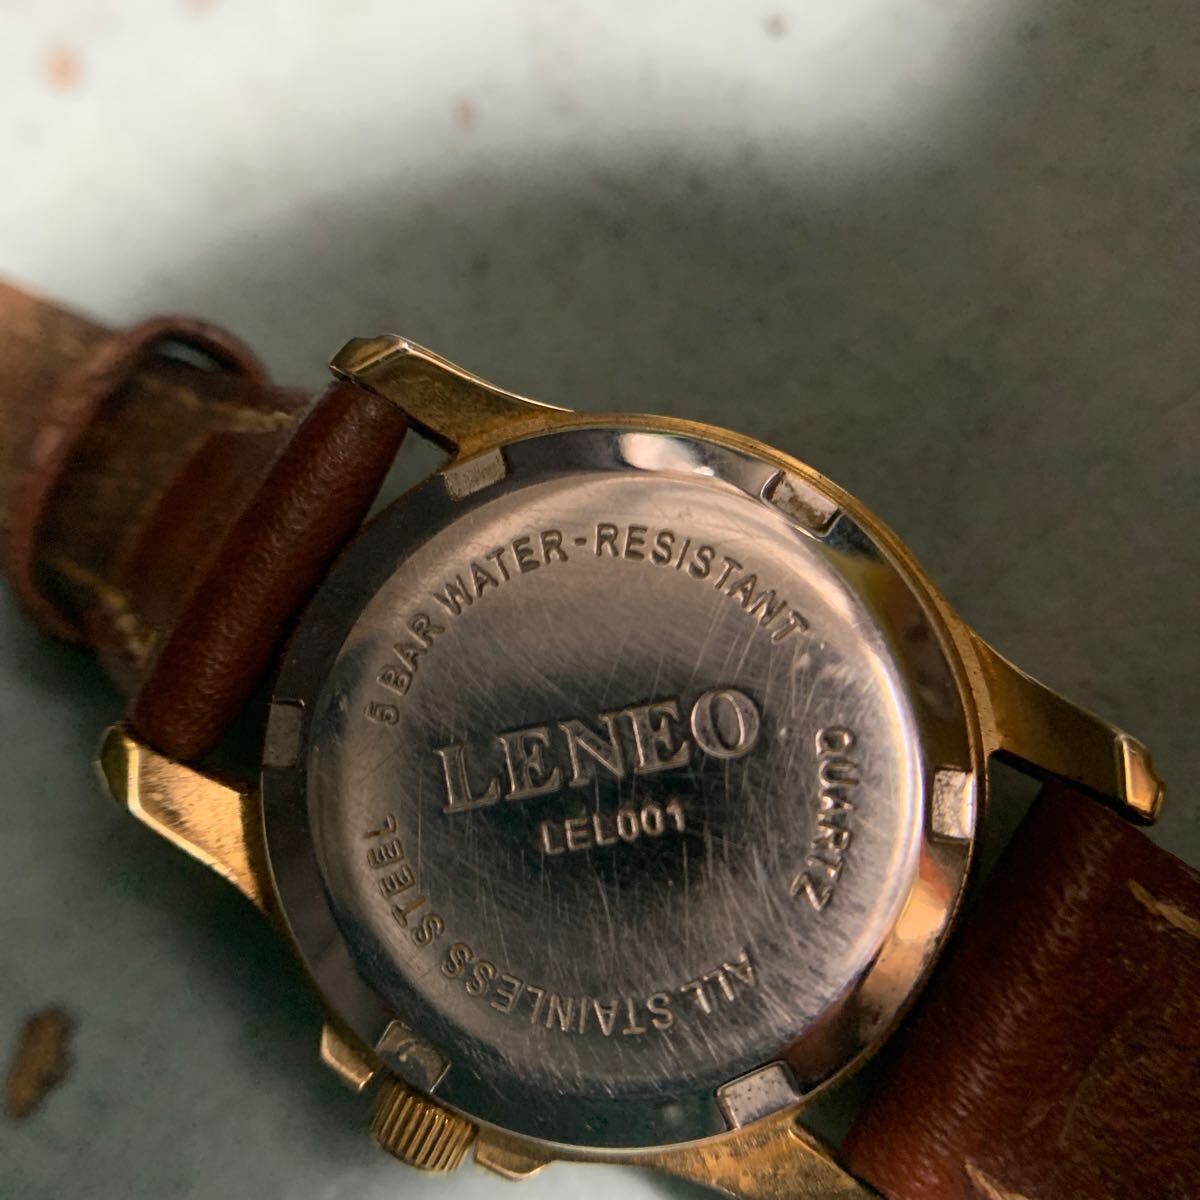 5 BAR WATER-RESISTANT
QUARTZ
LENEO
LEL001
ALL STAINLESS STEEL